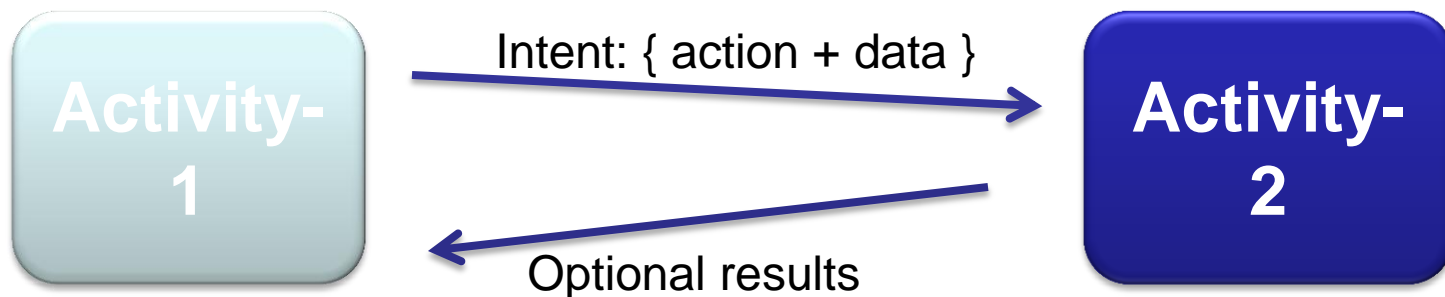 Intent: { action + data }
Activity-
1
Activity-
2
Optional results